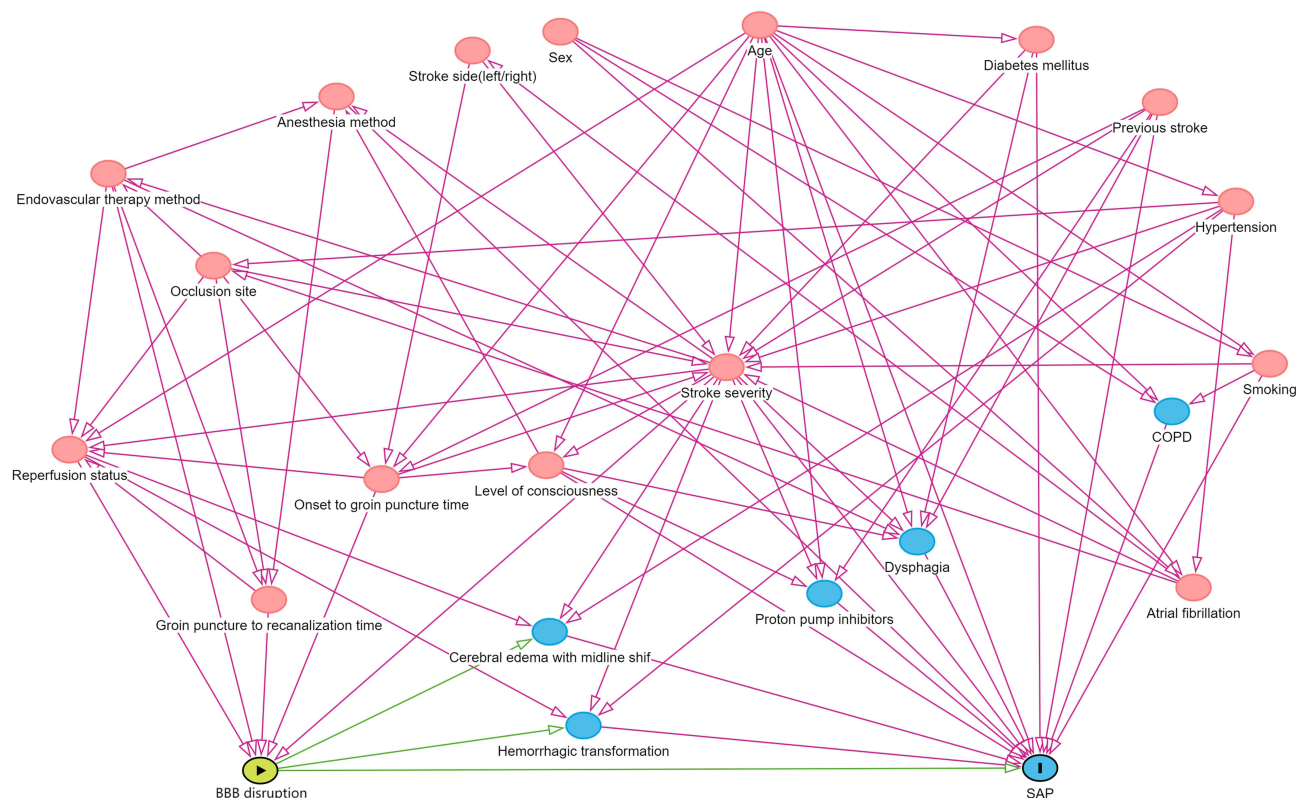 Sex
Age
Stroke side(left/right)
Diabetes mellitus
Anesthesia method
Previous stroke
Endovascular therapy method
Hypertension
Occlusion site
Stroke severity
Smoking
COPD
Reperfusion status
Onset to groin puncture time
Level of consciousness
Dysphagia
Atrial fibrillation
Proton pump inhibitors
Groin puncture to recanalization time
Cerebral edema with midline shif
Hemorrhagic transformation
BBB disruption
SAP